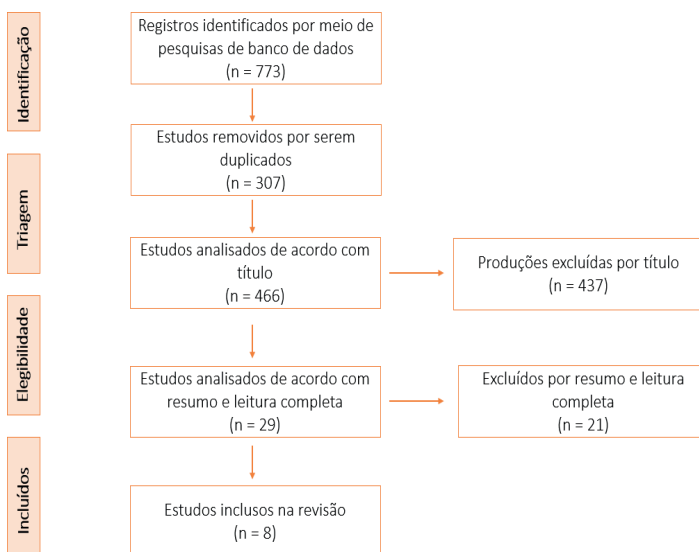 Identificação
Registros identificados por meio de
pesquisas de banco de dados
(n = 773)
Estudos removidos por serem
duplicados
(n = 307)
Triagem
Estudos analisados de acordo com
título
(n = 466)
Produções excluídas por título
(n = 437)
Elegibilidade
Estudos analisados de acordo com
resumo e leitura completa
(n = 29)
Excluídos por resumo e leitura
completa
(n = 21)
Incluídos
Estudos inclusos na revisão
(n = 8)